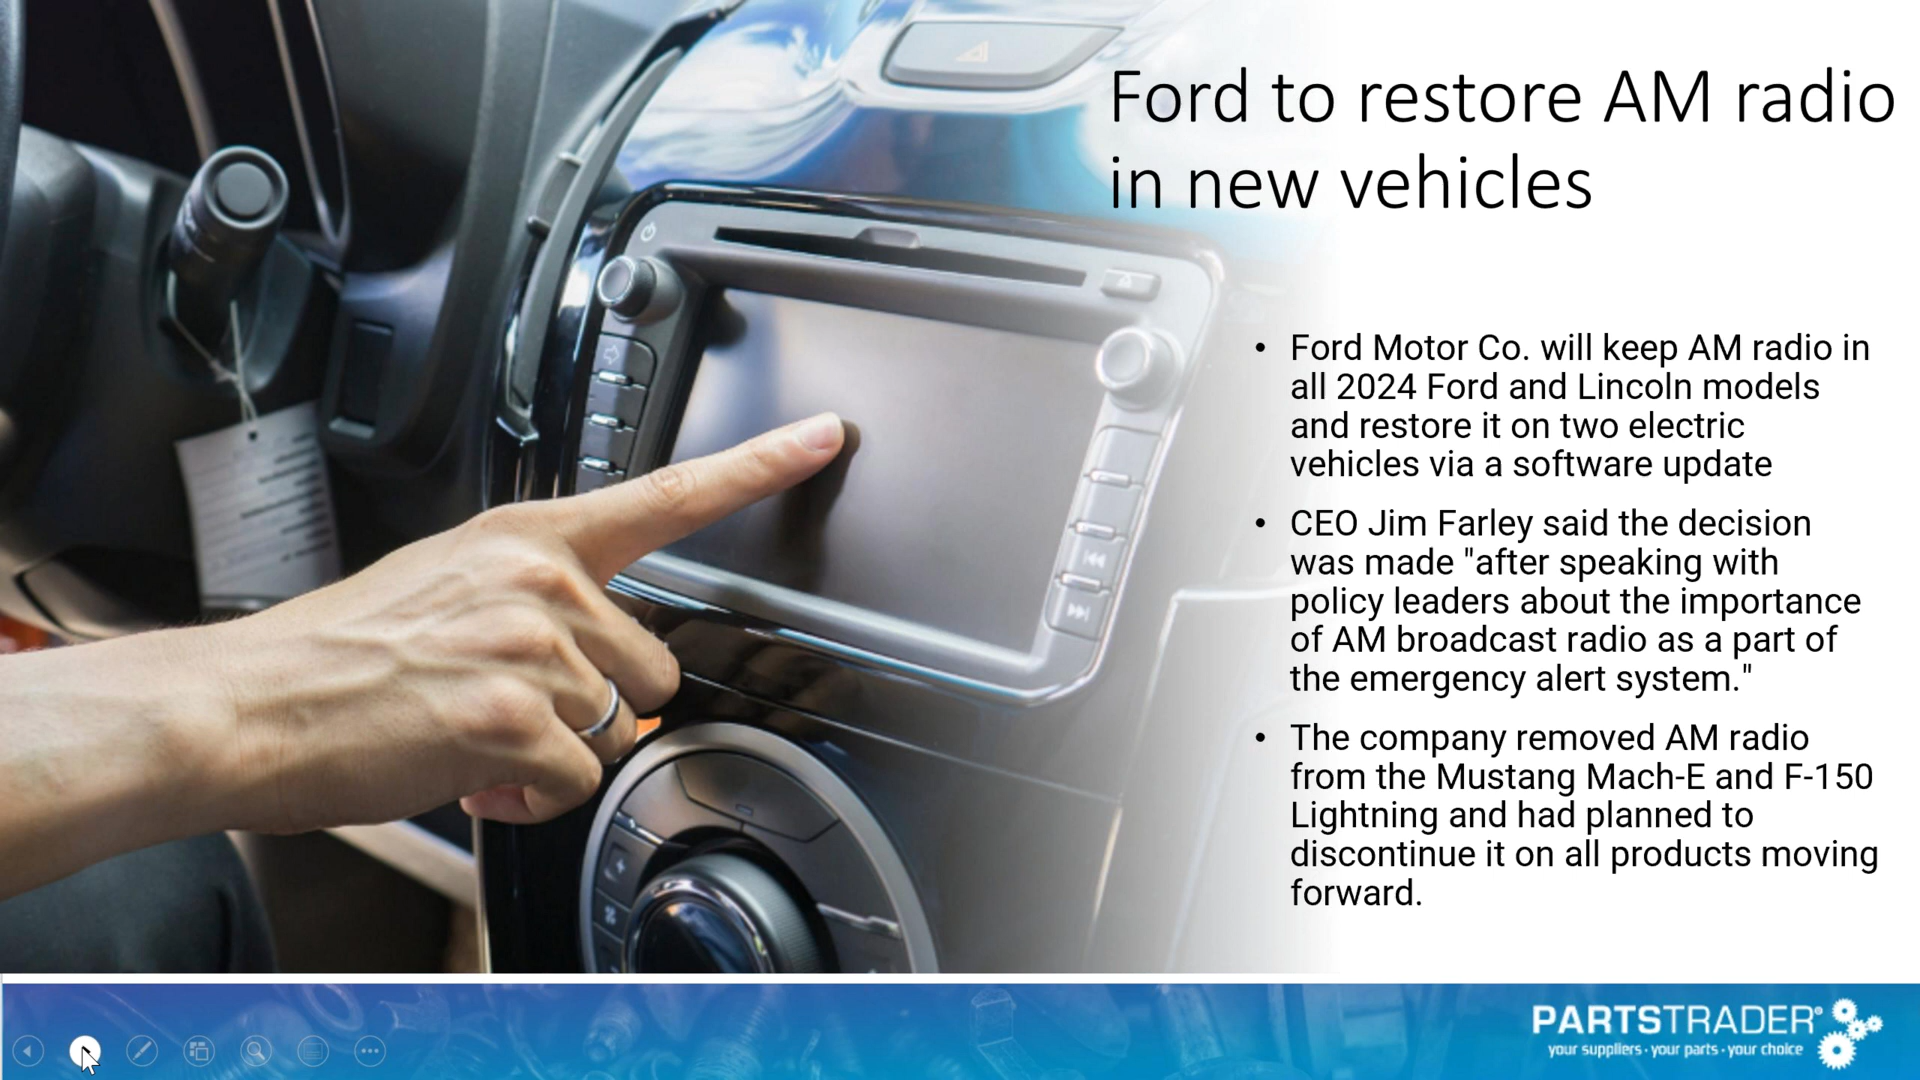 Ford to restore AM radio
in new vehicles
• Ford Motor Co. will keep AM radio in
all 2024 Ford and Lincoln models
and restore it on two electric
vehicles via a software update
• CEO Jim Farley said the decision
was made "after speaking with
policy leaders about the importance
of AM broadcast radio as a part of
the emergency alert system."
• The company removed AM radio
from the Mustang Mach-E and F-150
Lightning and had planned to
discontinue it on all products moving
forward.
PARTSTRADER®
your suppliers · your parts · your choice